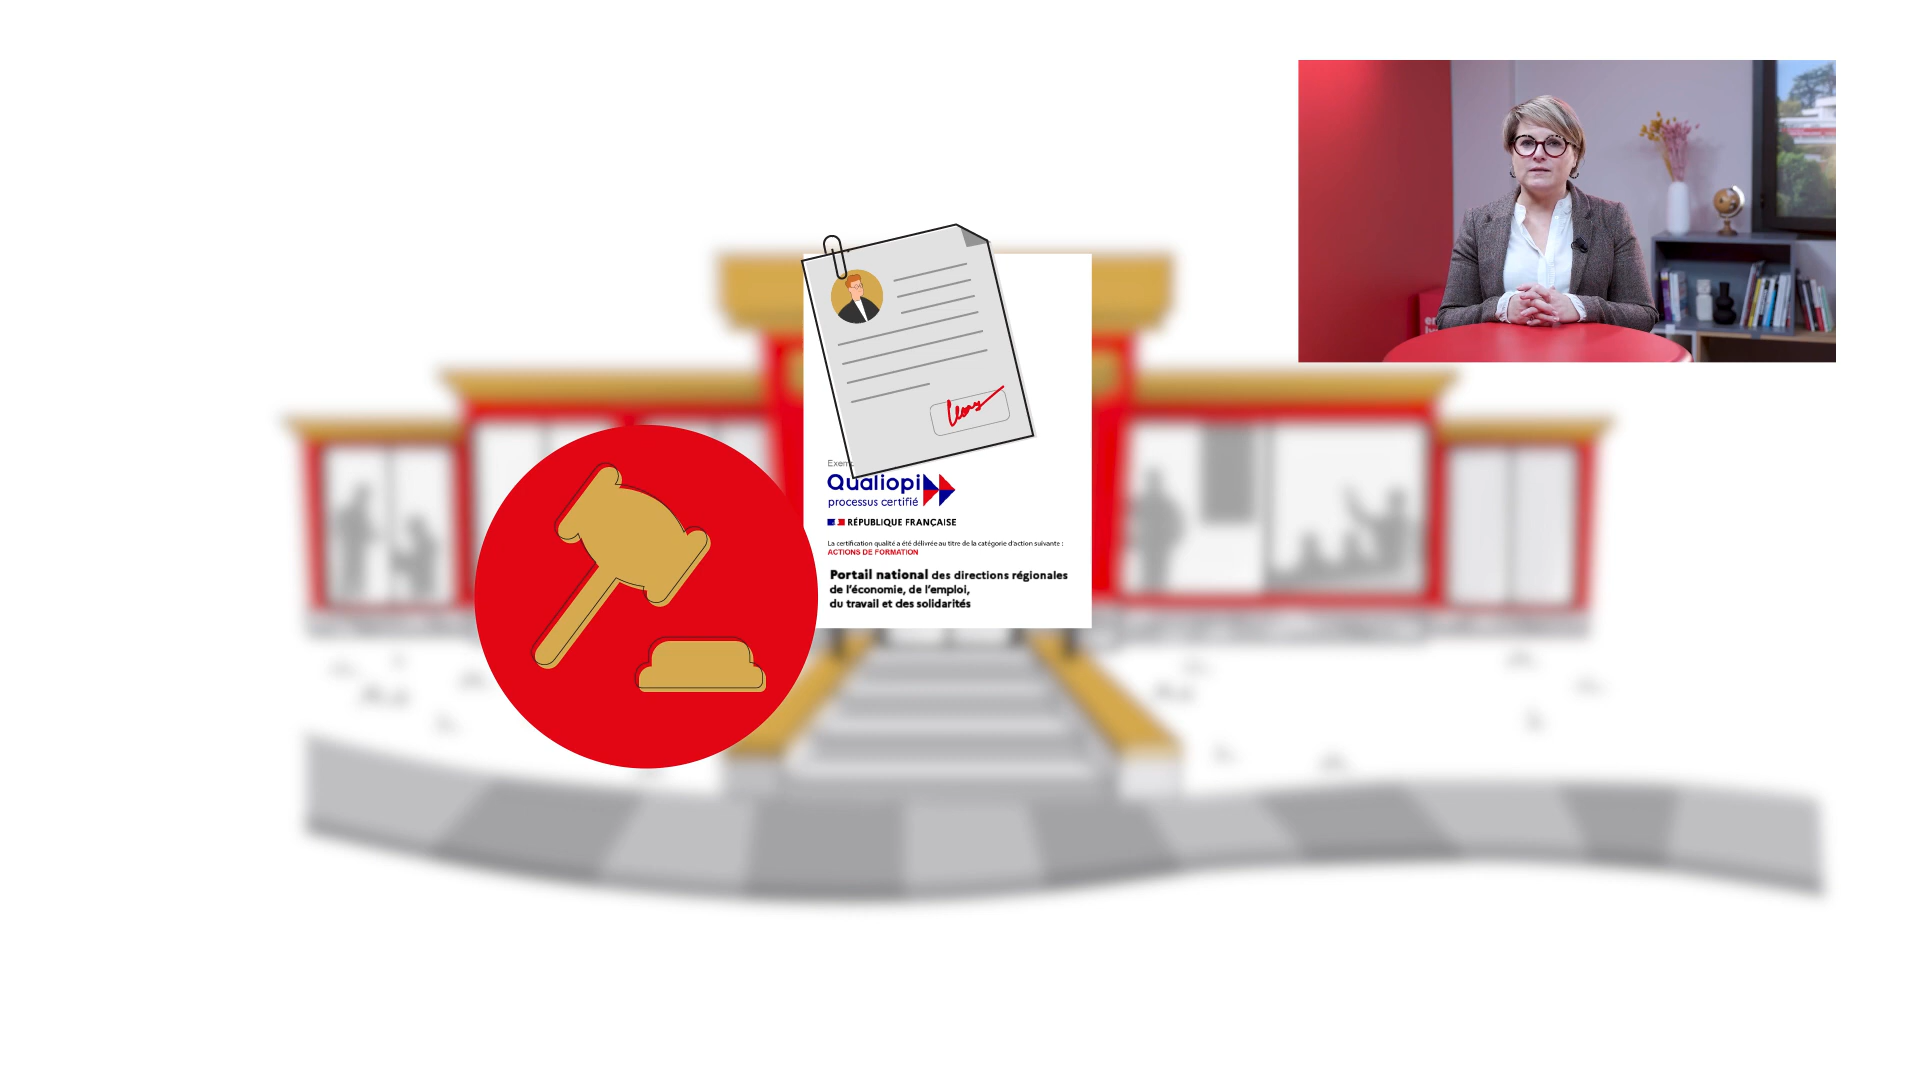 Qualiopi
processus certifié
RÉPUBLIQUE FRANÇAISE
La certification qualité a été délivrée au titre de la catégorie d'action suivante :
ACTIONS DE FORMATION
Portail national des directions régionales
de l'économie, de l'emploi,
du travail et des solidarités